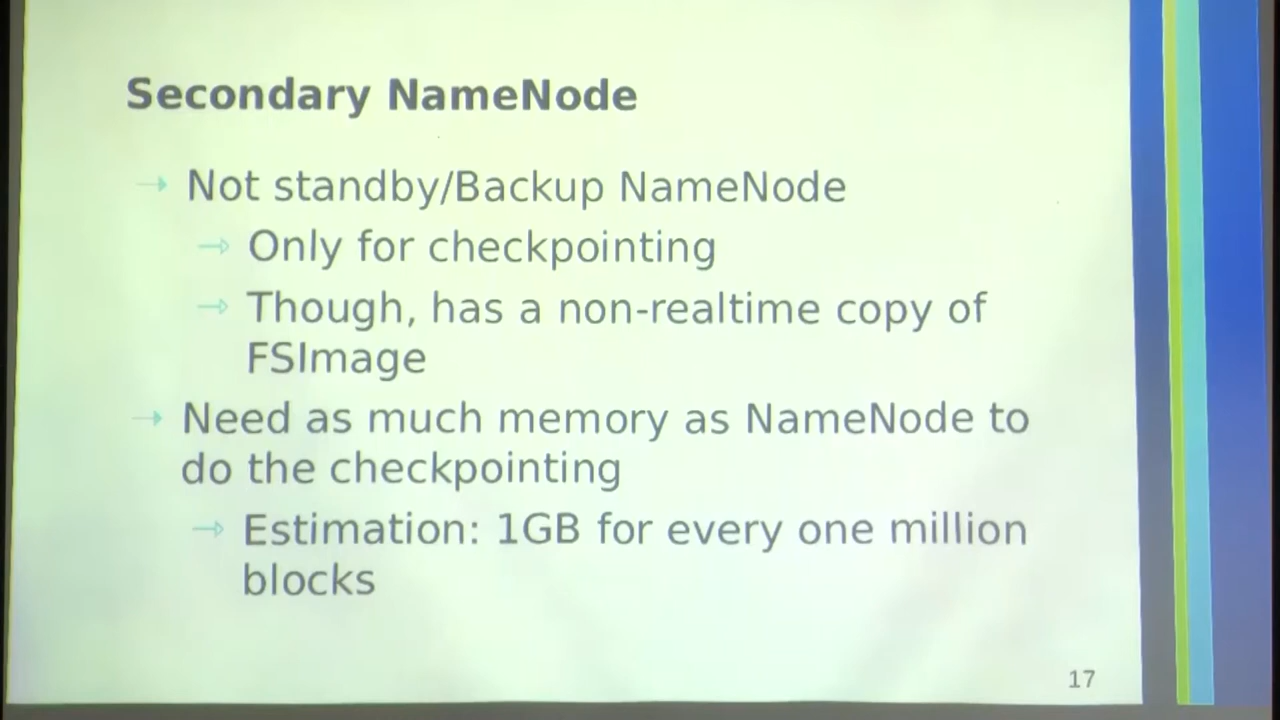 Secondary NameNode
→ Not standby/Backup NameNode
⇾ Only for checkpointing
⇾ Though, has a non-realtime copy of
FSImage
→ Need as much memory as NameNode to
do the checkpointing
⇾ Estimation: 1GB for every one million
blocks
17